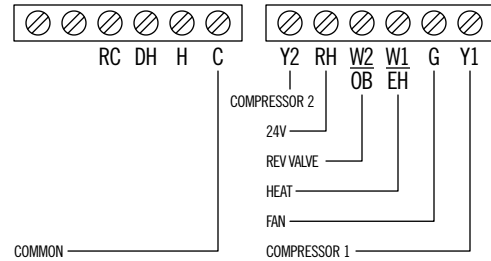 RC DH H C Y2 RH W2 W1 G Y1
OB EH
COMPRESSOR 2
24V
REV VALVE
HEAT
FAN
COMMON COMPRESSOR 1